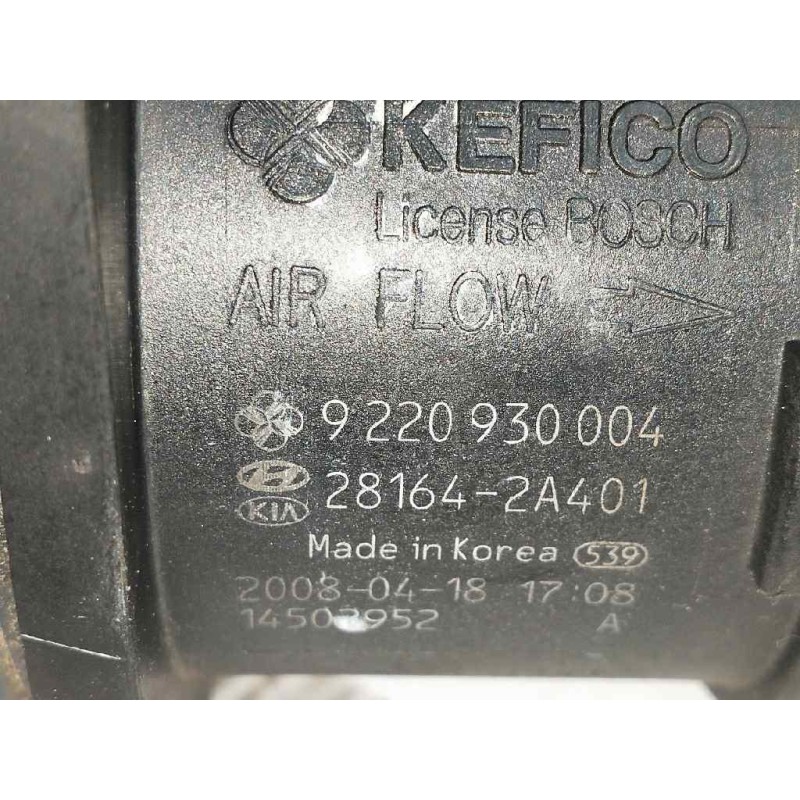 KEFICO
License BOSCH
AIR FLOW
9 220 930 004
28164-2A401
KIA
Made in Korea 539
2008-04-18 17:08
A